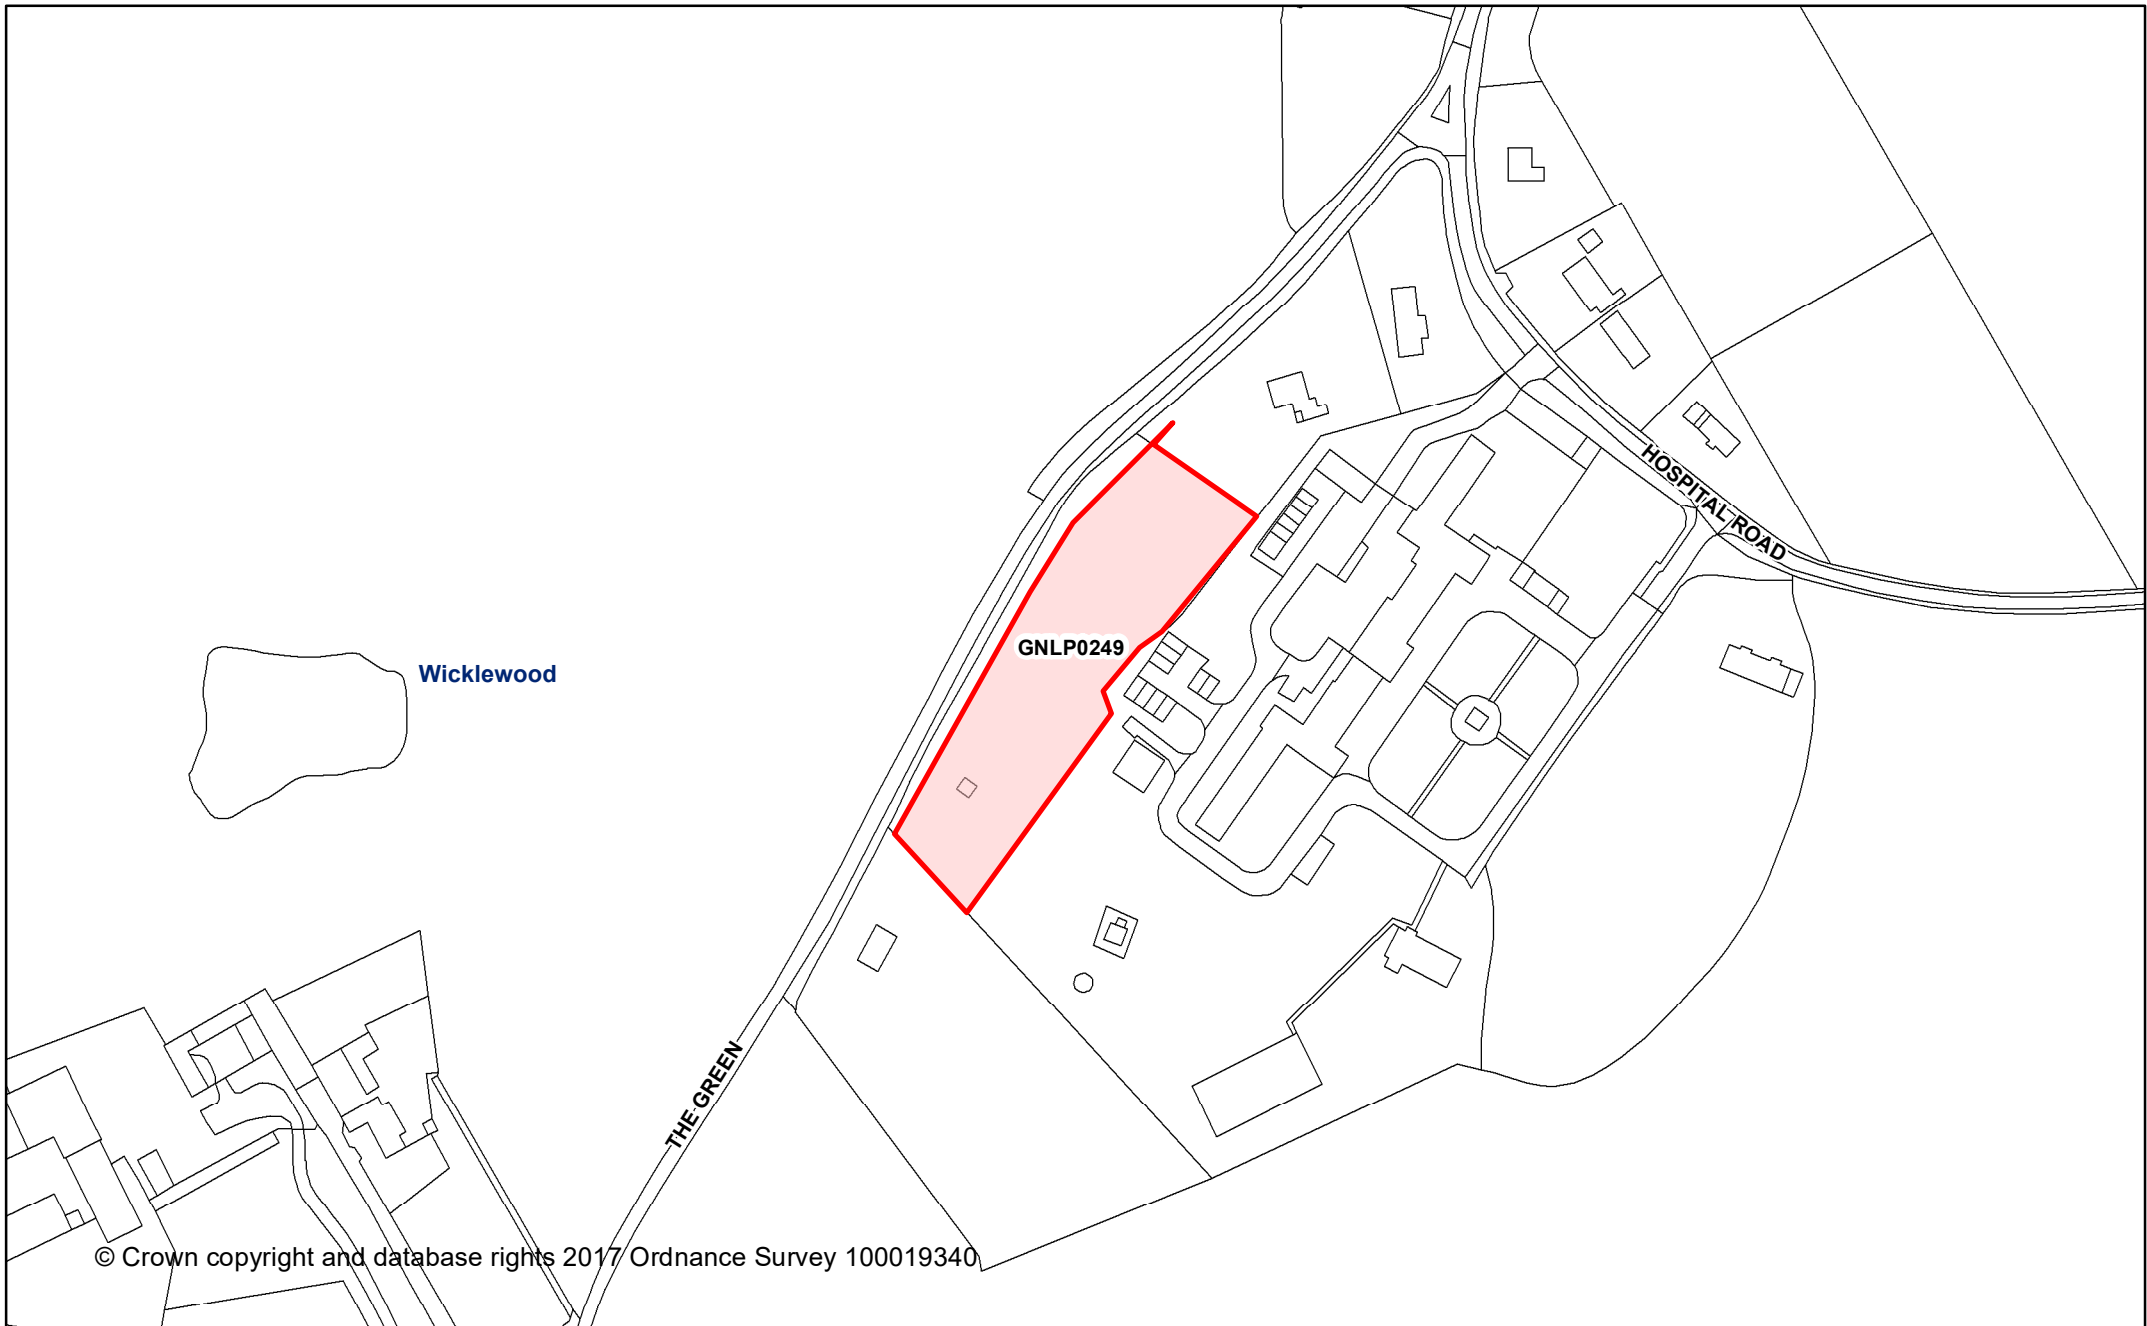 HOSPITAL ROAD
GNLP0249
Wicklewood
THE GREEN
© Crown copyright and database rights 2017 Ordnance Survey 100019340